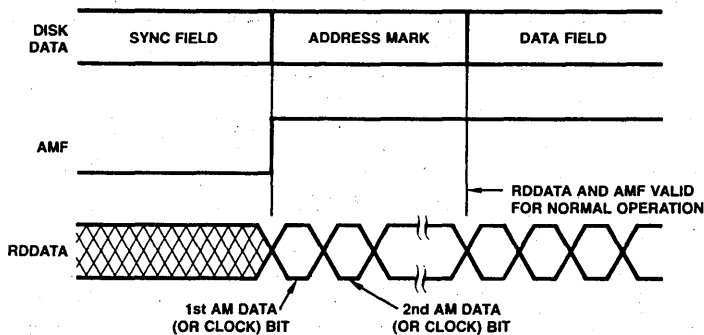 DISK
DATA
SYNC FIELD
ADDRESS MARK
DATA FIELD
AMF
RDDATA AND AMF VALID
FOR NORMAL OPERATION
RDDATA
1st AM DATA
(OR CLOCK) BIT
2nd AM DATA
(OR CLOCK) BIT